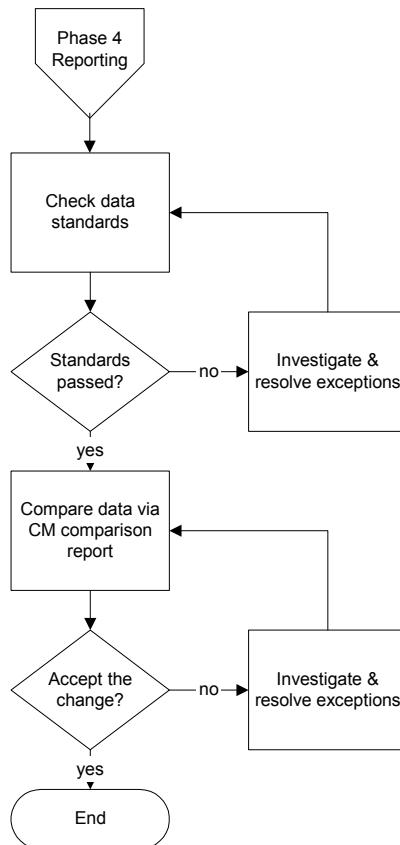 Phase 4
Reporting
Check data
standards
Standards
passed?
no
Investigate &
resolve exceptions
yes
Compare data via
CM comparison
report
Accept the
change?
no
Investigate &
resolve exceptions
yes
End